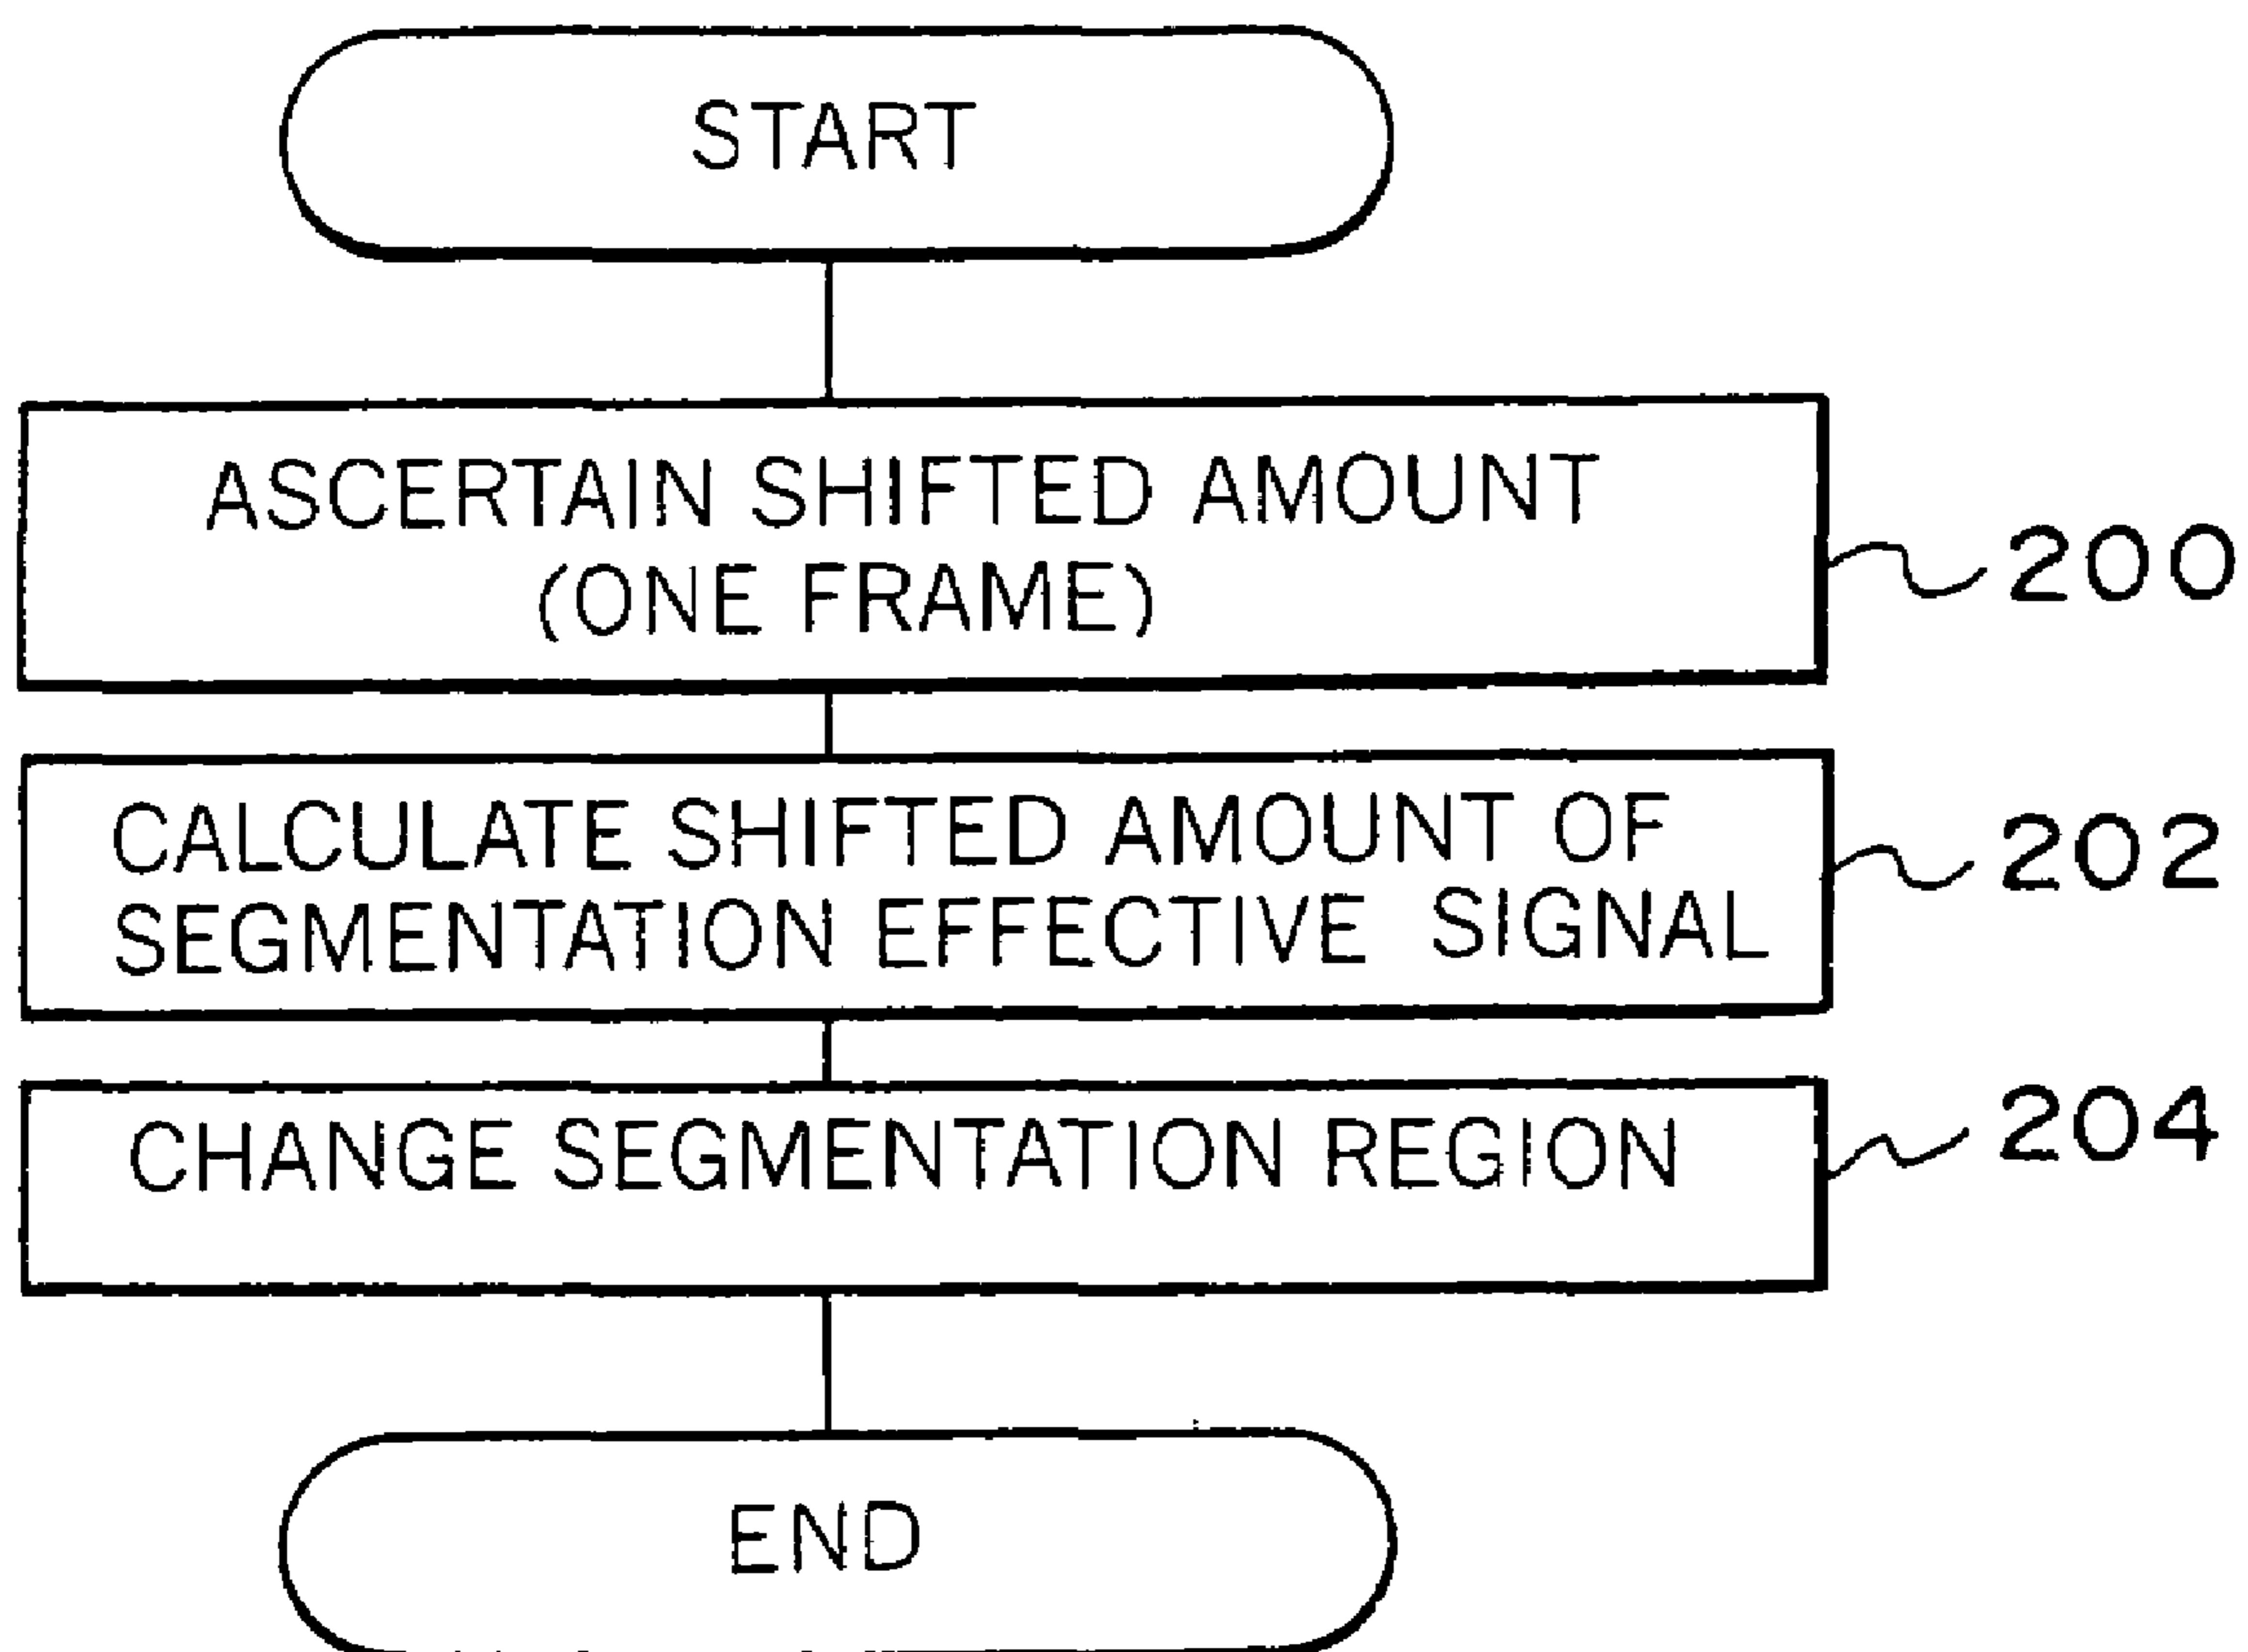 START
ASCERTAIN SHIFTED AMOUNT
(ONE FRAME)
200
CALCULATE SHIFTED AMOUNT OF
SEGMENTATION EFFECTIVE SIGNAL
202
CHANGE SEGMENTATION REGION
204
END